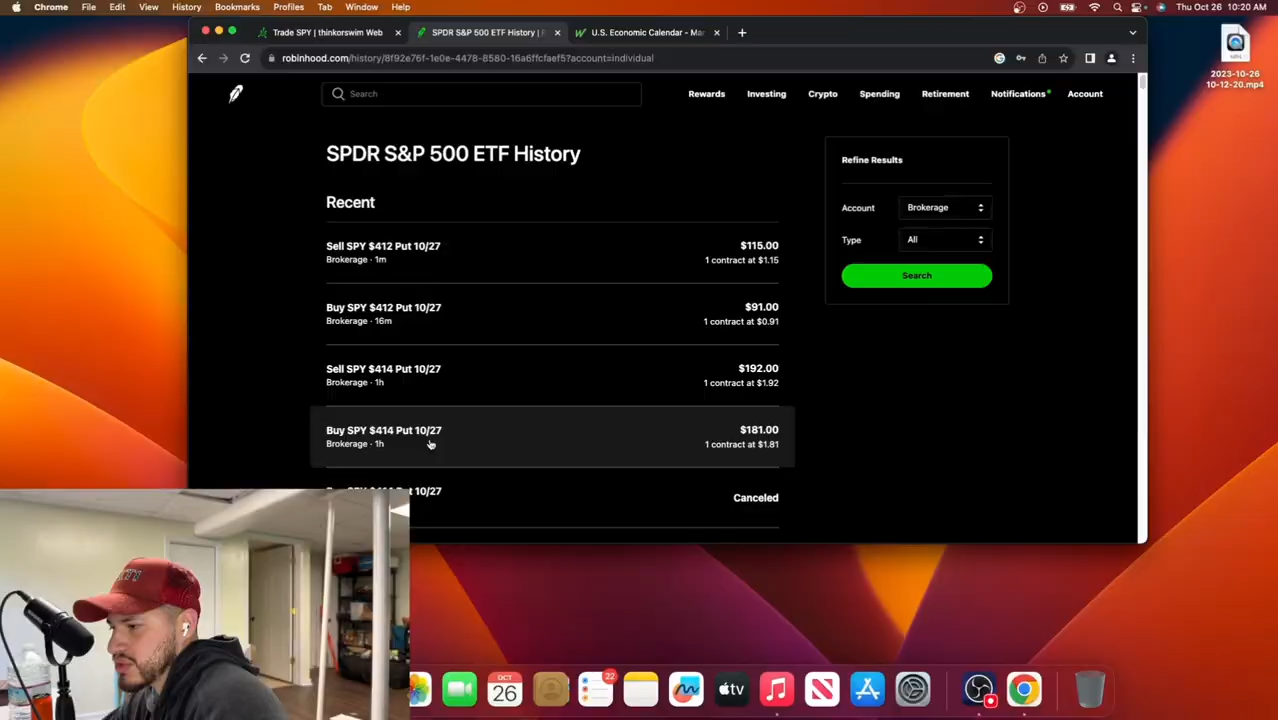 Chrome File Edit View History Bookmarks Profiles Tab Window Help Thu Oct 26 10:20 AM
Trade SPY | thinkorswim Web SPDR S&P 500 ETF History | U.S. Economic Calendar - Mar
robinhood.com/history/8f92e76f-1e0e-4478-8580-16a6ffcfaef5?account=individual
2023-10-26
10-12-20.mp4
Search Rewards Investing Crypto Spending Retirement Notifications Account
SPDR S&P 500 ETF History
Recent
Sell SPY $412 Put 10/27 $115.00
Brokerage · 1m 1 contract at $1.15
Buy SPY $412 Put 10/27 $91.00
Brokerage · 16m 1 contract at $0.91
Sell SPY $414 Put 10/27 $192.00
Brokerage · 1h 1 contract at $1.92
Buy SPY $414 Put 10/27 $181.00
Brokerage · 1h 1 contract at $1.81
10/27 Canceled
Refine Results
Account Brokerage
Type All
Search
OCT
26
22
tv